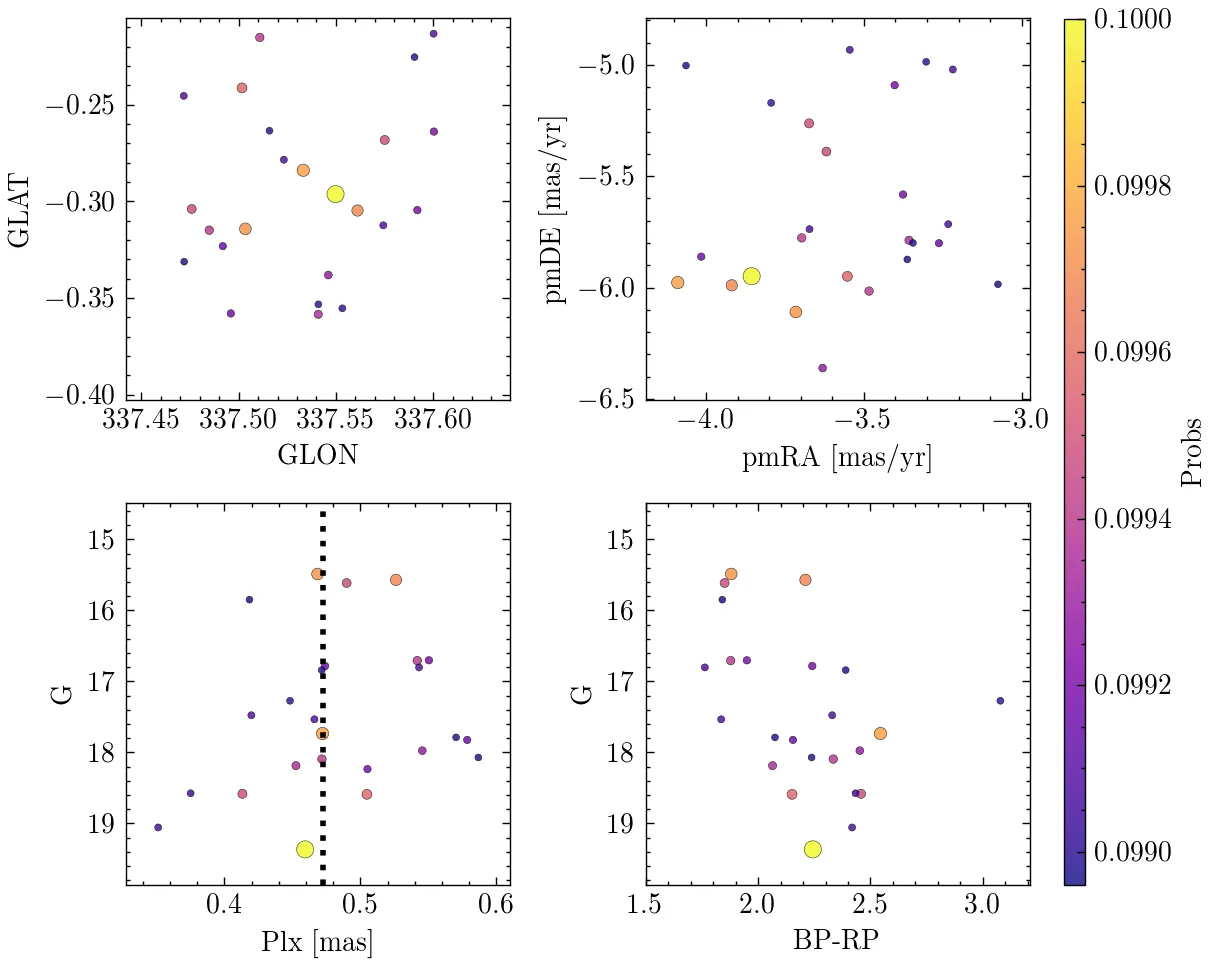 −0.25
−0.30
−0.35
−0.40
GLAT
337.45 337.50 337.55 337.60
GLON
−5.0
−5.5
−6.0
−6.5
pmDE [mas/yr]
−4.0 −3.5 −3.0
pmRA [mas/yr]
15
16
17
18
19
G
0.4 0.5 0.6
Plx [mas]
15
16
17
18
19
G
1.5 2.0 2.5 3.0
BP-RP
0.1000
0.0998
0.0996
0.0994
0.0992
0.0990
Probs